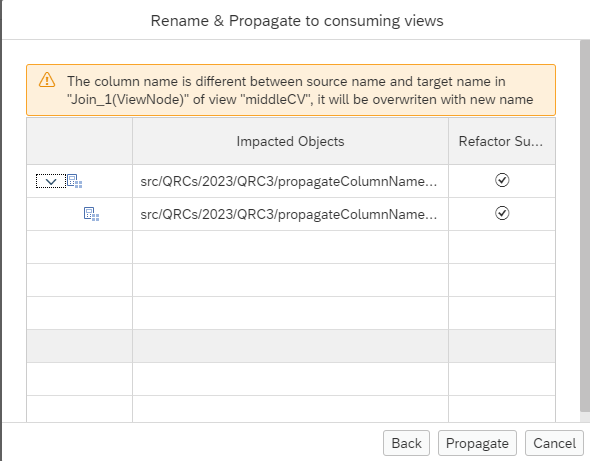 Rename & Propagate to consuming views
The column name is different between source name and target name in
"Join_1(ViewNode)" of view "middleCV", it will be overwriten with new name
Impacted Objects
Refactor Su...
src/QRCs/2023/QRC3/propagateColumnName...
src/QRCs/2023/QRC3/propagateColumnName...
Back
Propagate
Cancel